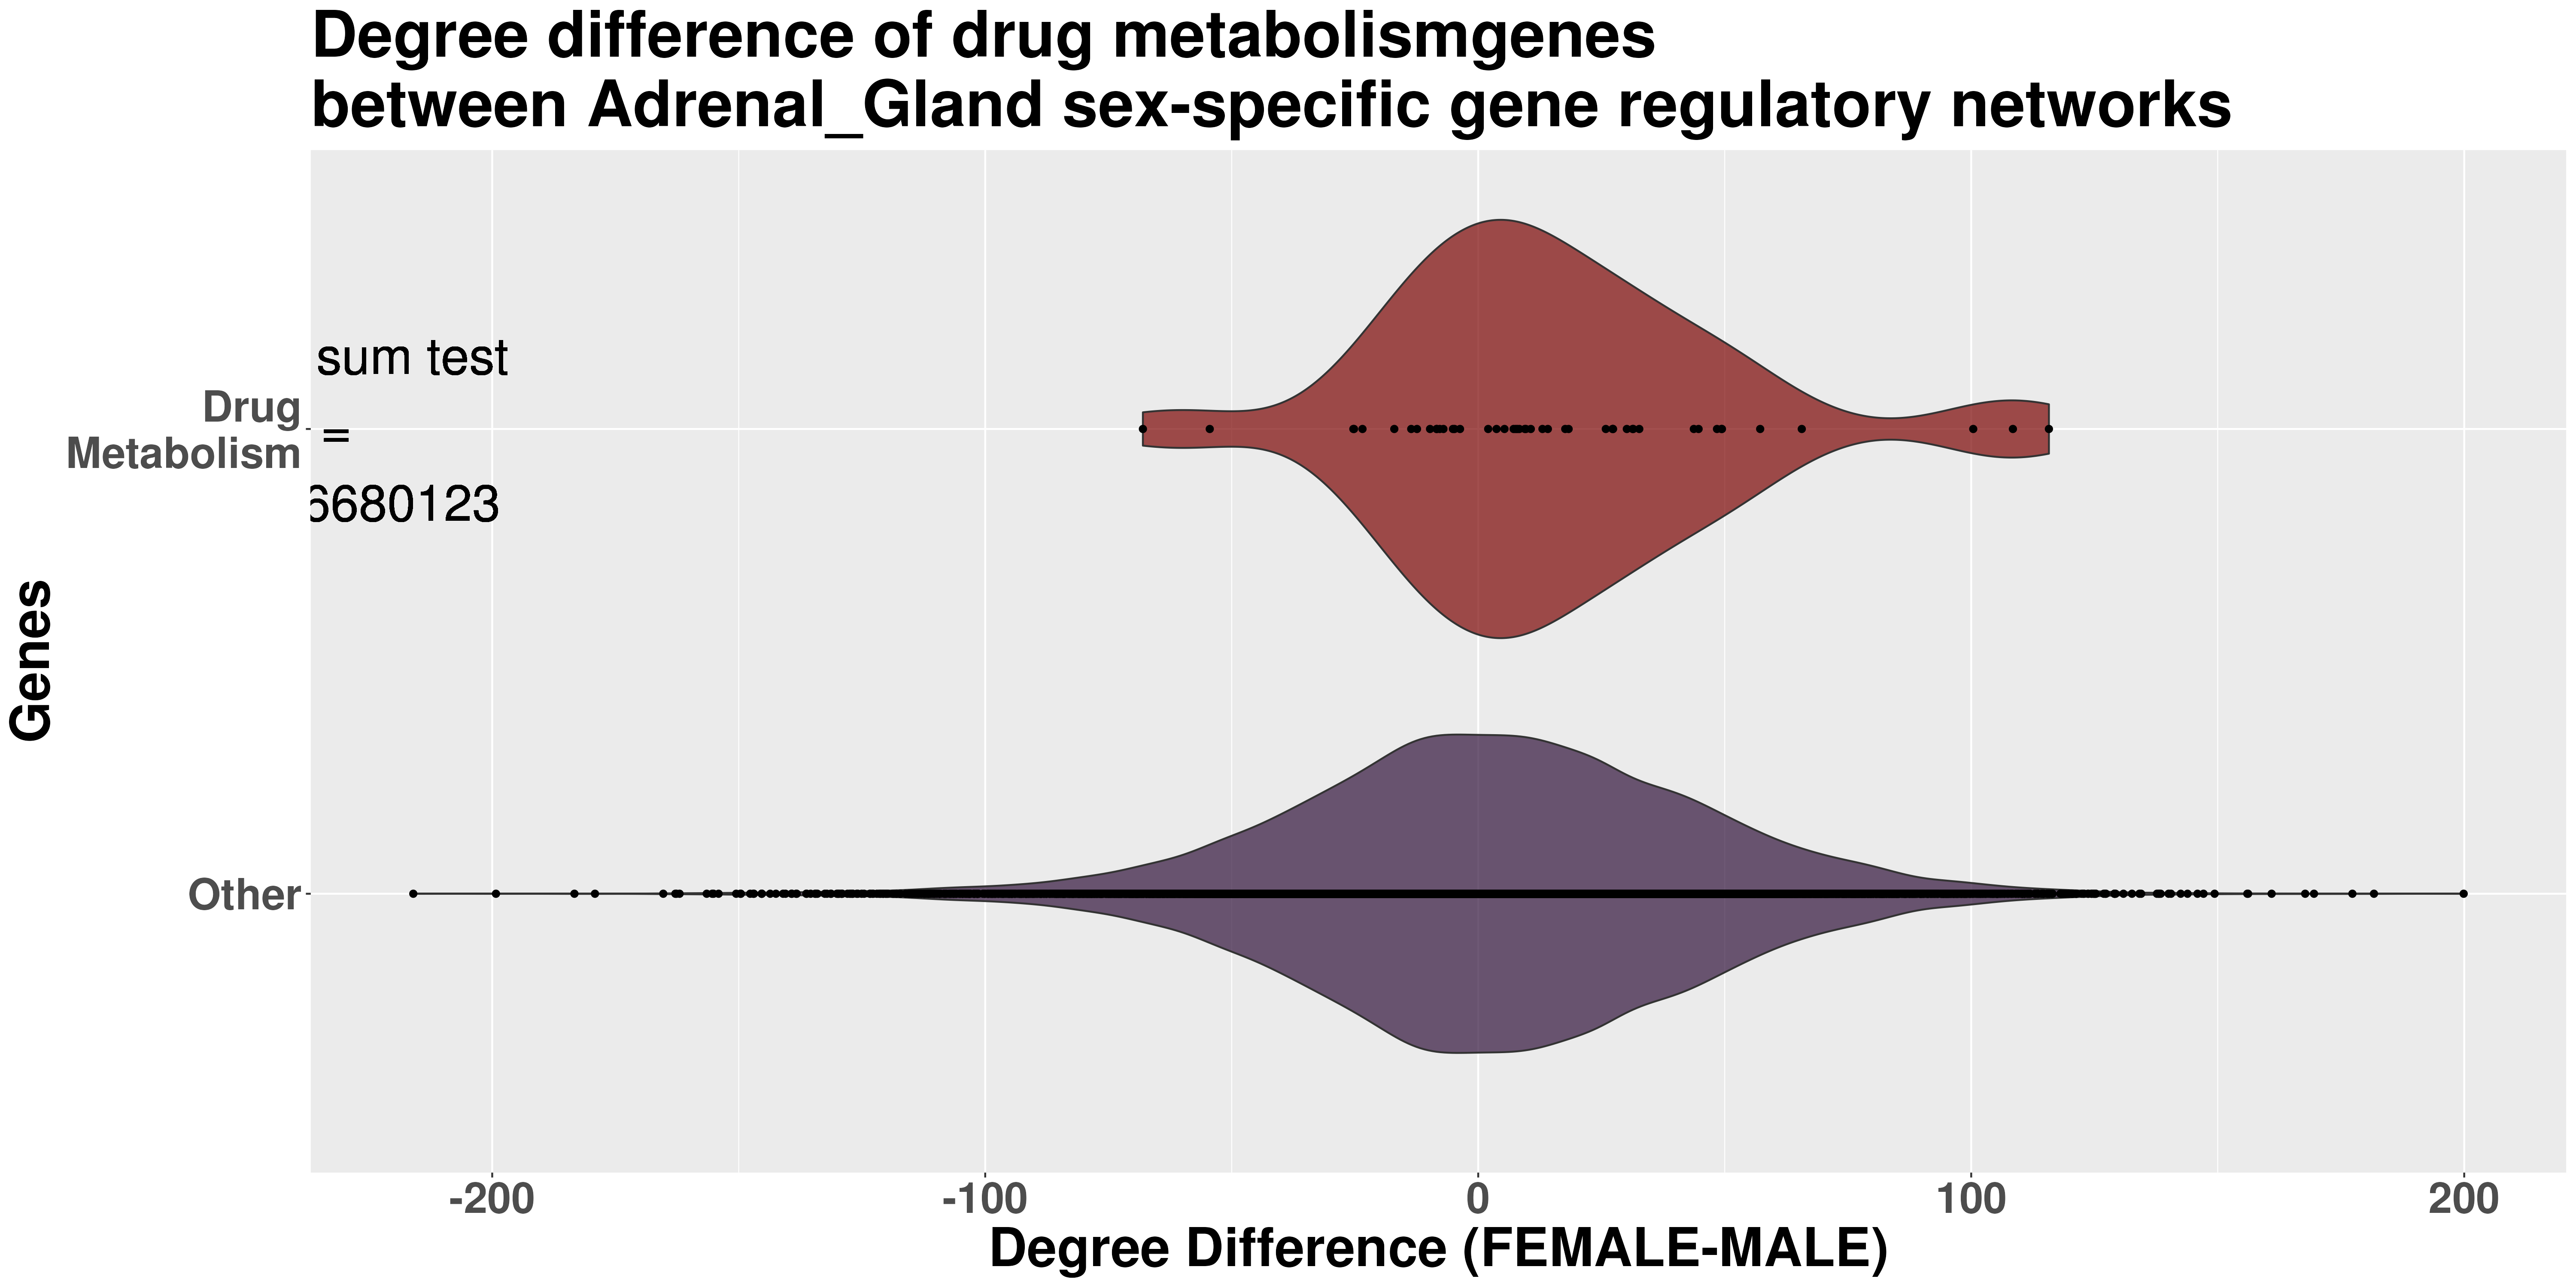 Degree difference of drug metabolismgenes
between Adrenal_Gland sex-specific gene regulatory networks
sum test
Drug
Metabolism
=
6680123
Genes
Other
-200 -100 0 100 200
Degree Difference (FEMALE-MALE)